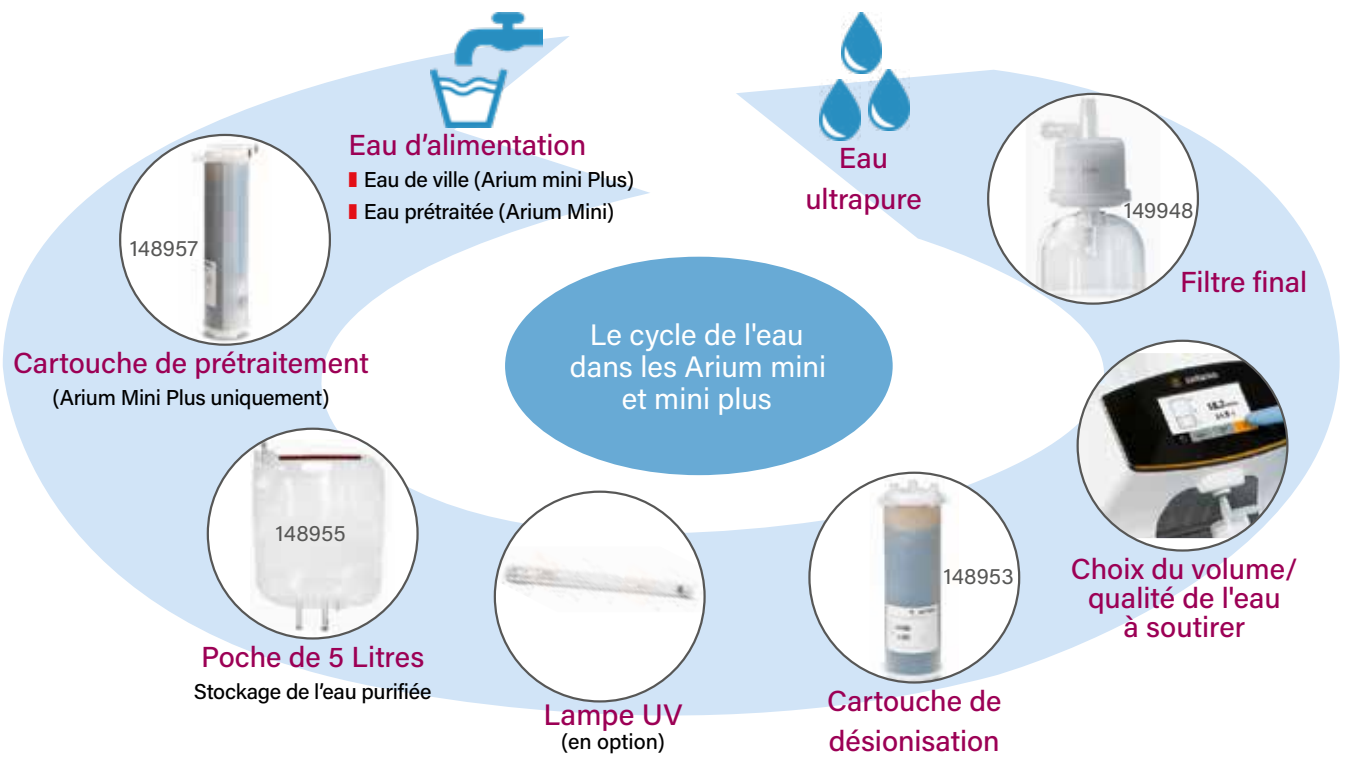 Eau d'alimentation
Eau de ville (Arium mini Plus)
Eau prétraitée (Arium Mini)
148957
Cartouche de prétraitement
(Arium Mini Plus uniquement)
148955
Poche de 5 Litres
Stockage de l'eau purifiée
Lampe UV
(en option)
148953
Cartouche de
désionisation
Choix du volume/
qualité de l'eau
à soutirer
149948
Filtre final
Eau
ultrapure
Le cycle de l'eau
dans les Arium mini
et mini plus